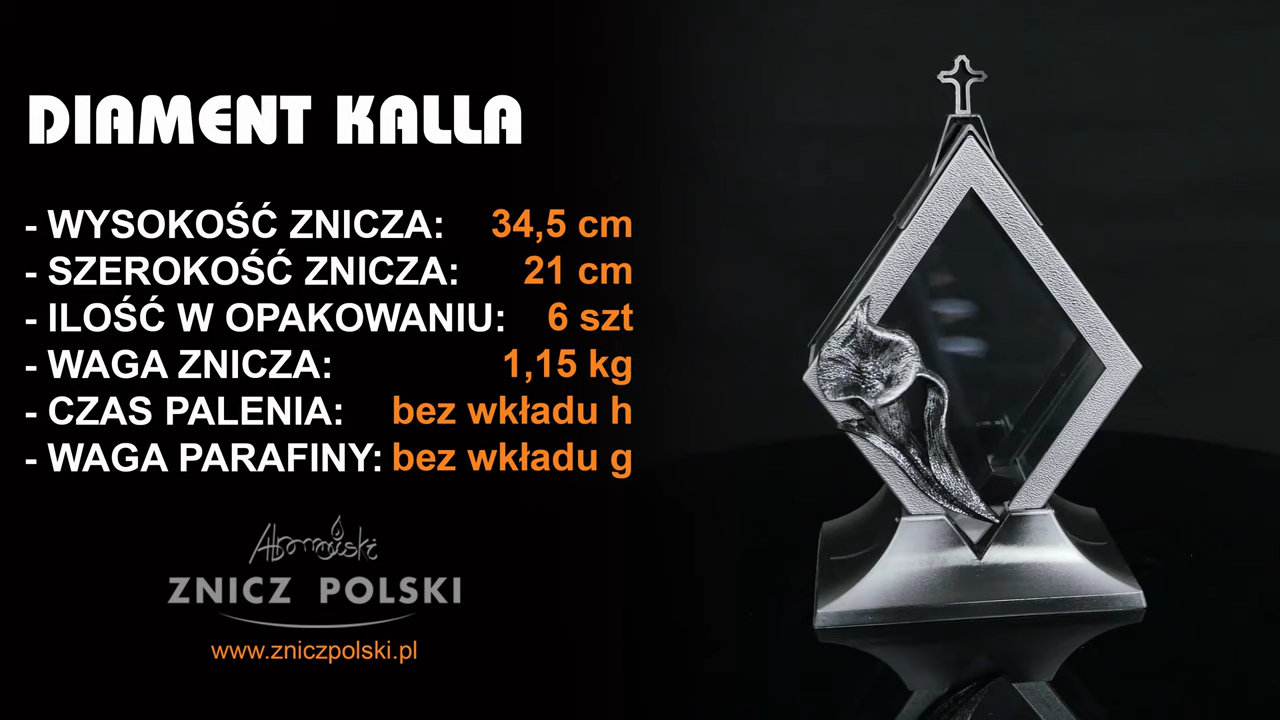 DIAMENT KALLA
- WYSOKOŚĆ ZNICZA: 34,5 cm
- SZEROKOŚĆ ZNICZA: 21 cm
- ILOŚĆ W OPAKOWANIU: 6 szt
- WAGA ZNICZA: 1,15 kg
- CZAS PALENIA: bez wkładu h
- WAGA PARAFINY: bez wkładu g
ZNICZ POLSKI
www.zniczpolski.pl